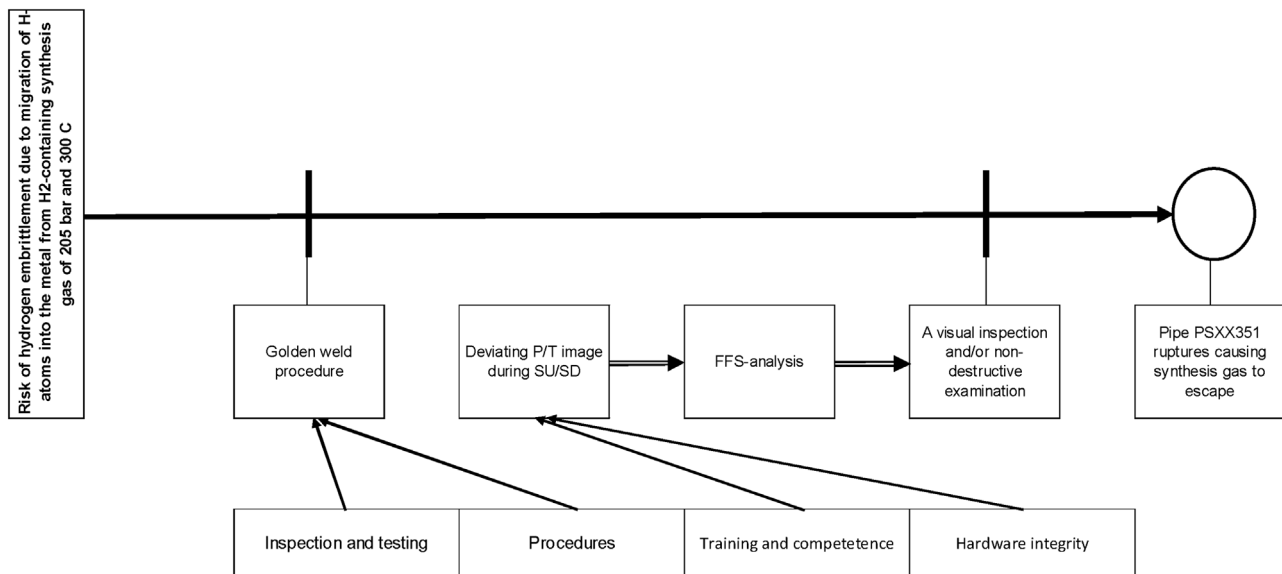 Risk of hydrogen embrittlement due to migration of H-
atoms into the metal from H2-containing synthesis
gas of 205 bar and 300 C
Golden weld
procedure
Deviating P/T image
during SU/SD
FFS-analysis
A visual inspection
and/or non-
destructive
examination
Pipe PSXX351
ruptures causing
synthesis gas to
escape
Inspection and testing
Procedures
Training and competetence
Hardware integrity